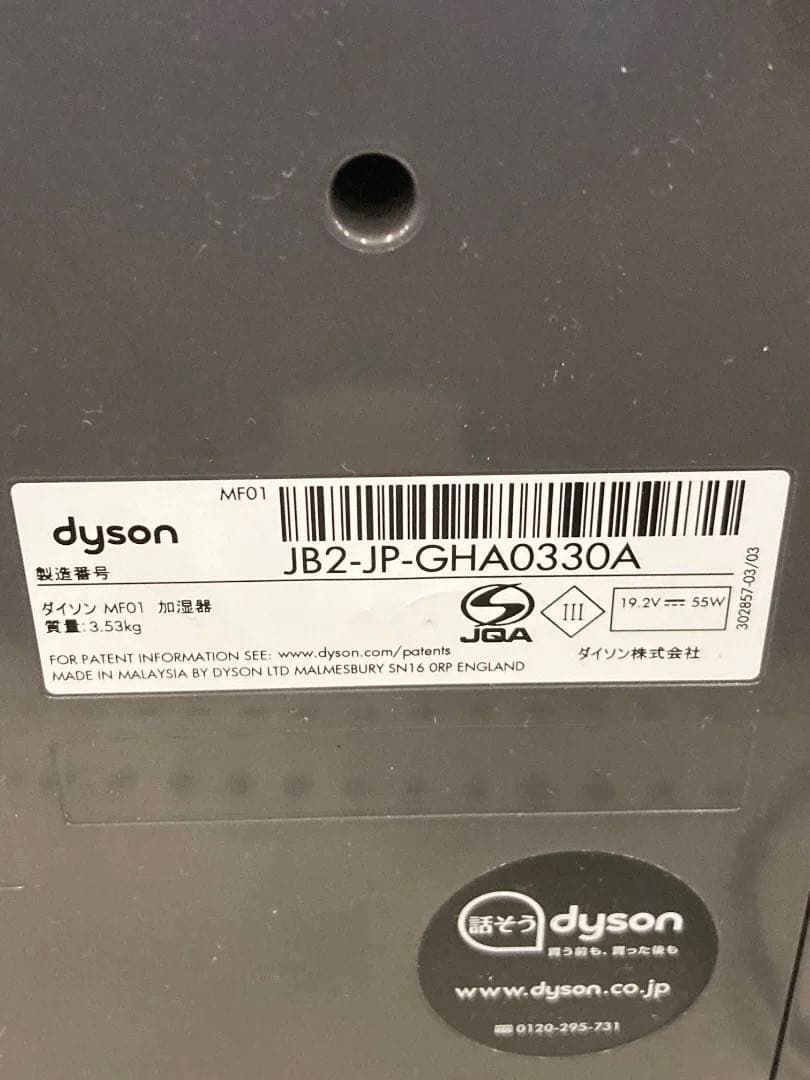 MF01
dyson
製造番号 JB2-JP-GHA0330A
ダイソン MF01 加湿器
質量:3.53kg
JQA
III
19.2V ⎓ 55W
302857-03/03
FOR PATENT INFORMATION SEE: www.dyson.com/patents
ダイソン株式会社
MADE IN MALAYSIA BY DYSON LTD MALMESBURY SN16 0RP ENGLAND
話そう dyson
買う前も、買った後も
www.dyson.co.jp
0120-295-731